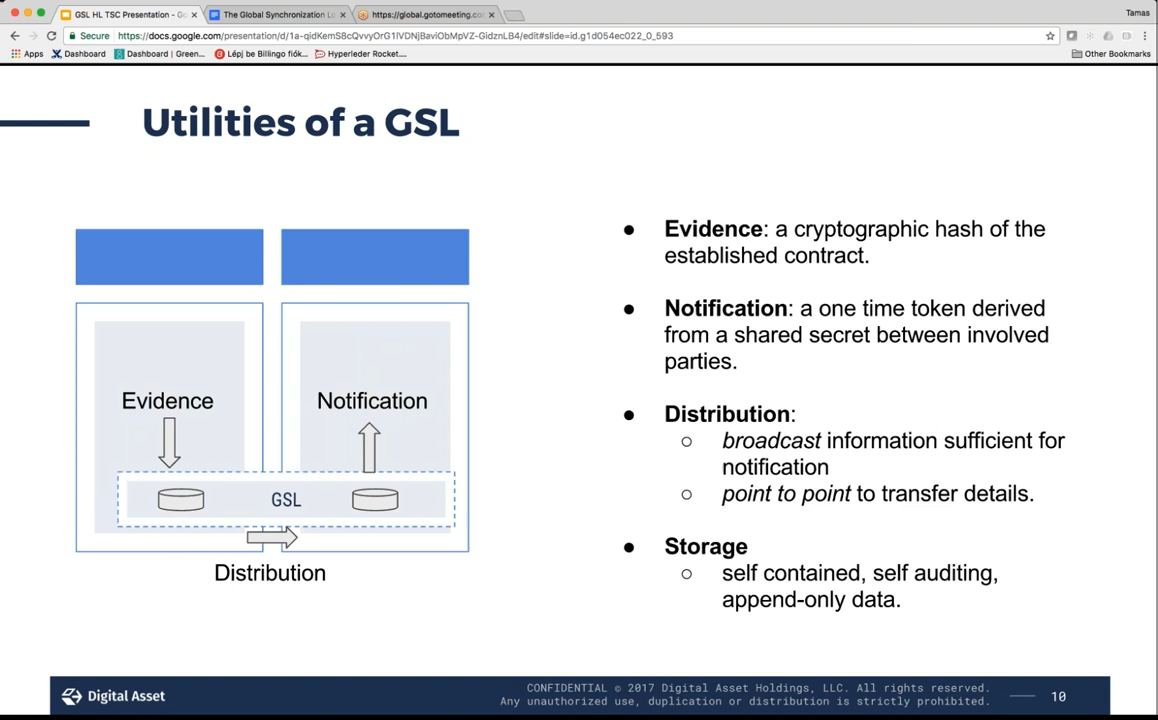 GSL HL TSC Presentation - Go
The Global Synchronization Lo
https://global.gotomeeting.co
Tamas
Secure
https://docs.google.com/presentation/d/1a-qidKemS8cQvvyOrG1IVDNjBaviObMpVZ-GidznLB4/edit#slide=id.g1d054ec022_0_593
Apps
Dashboard
Dashboard | Green...
Lépj be Billingo fiók...
Hyperleder Rocket....
Other Bookmarks
Utilities of a GSL
Evidence
Notification
GSL
Distribution
● Evidence: a cryptographic hash of the
established contract.
● Notification: a one time token derived
from a shared secret between involved
parties.
● Distribution:
○ broadcast information sufficient for
notification
○ point to point to transfer details.
● Storage
○ self contained, self auditing,
append-only data.
Digital Asset
CONFIDENTIAL © 2017 Digital Asset Holdings, LLC. All rights reserved.
Any unauthorized use, duplication or distribution is strictly prohibited.
10